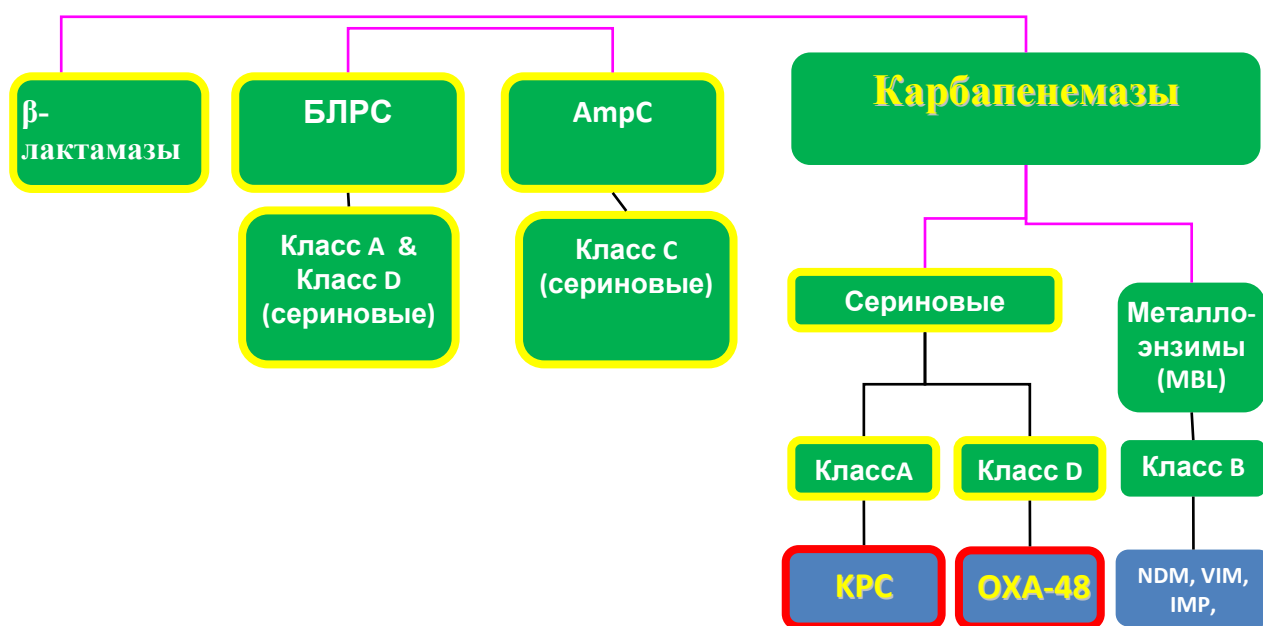 β-
лактамазы
БЛРС
AmpC
Карбапенемазы
Класс A &
Класс D
(сериновые)
Класс C
(сериновые)
Сериновые
Металло-
энзимы
(MBL)
КлассA
Класс D
Класс B
KPC
OXA-48
NDM, VIM,
IMP,